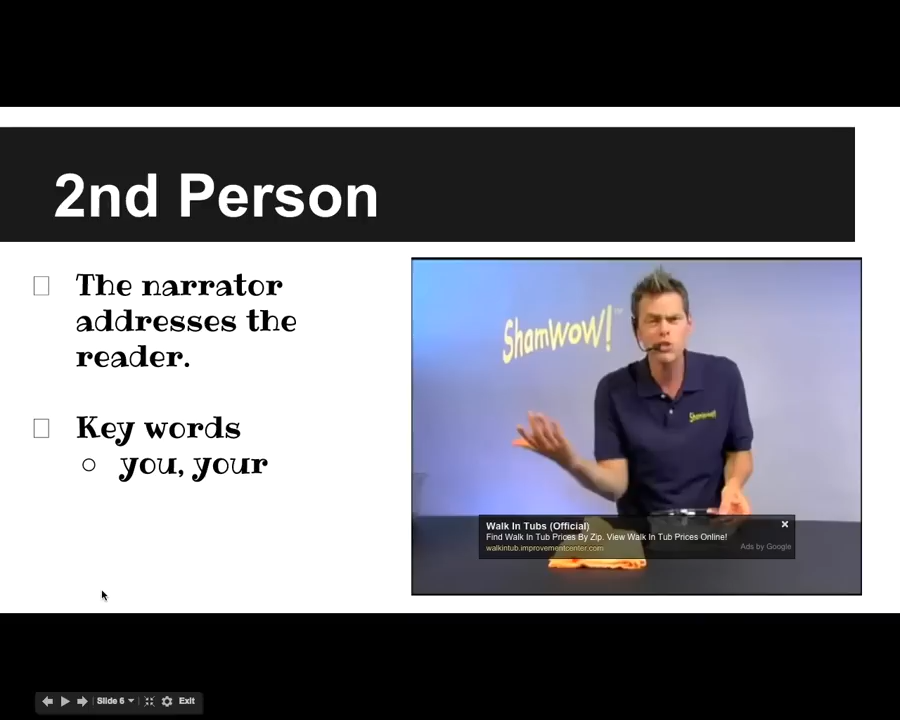 2nd Person
The narrator
addresses the
reader.
Key words
you, your
ShamWOW!™
ShamWOW!
Walk In Tubs (Official)
Find Walk In Tub Prices By Zip. View Walk In Tub Prices Online!
walkintub.improvementcenter.com
Ads by Google
Slide 6
Exit